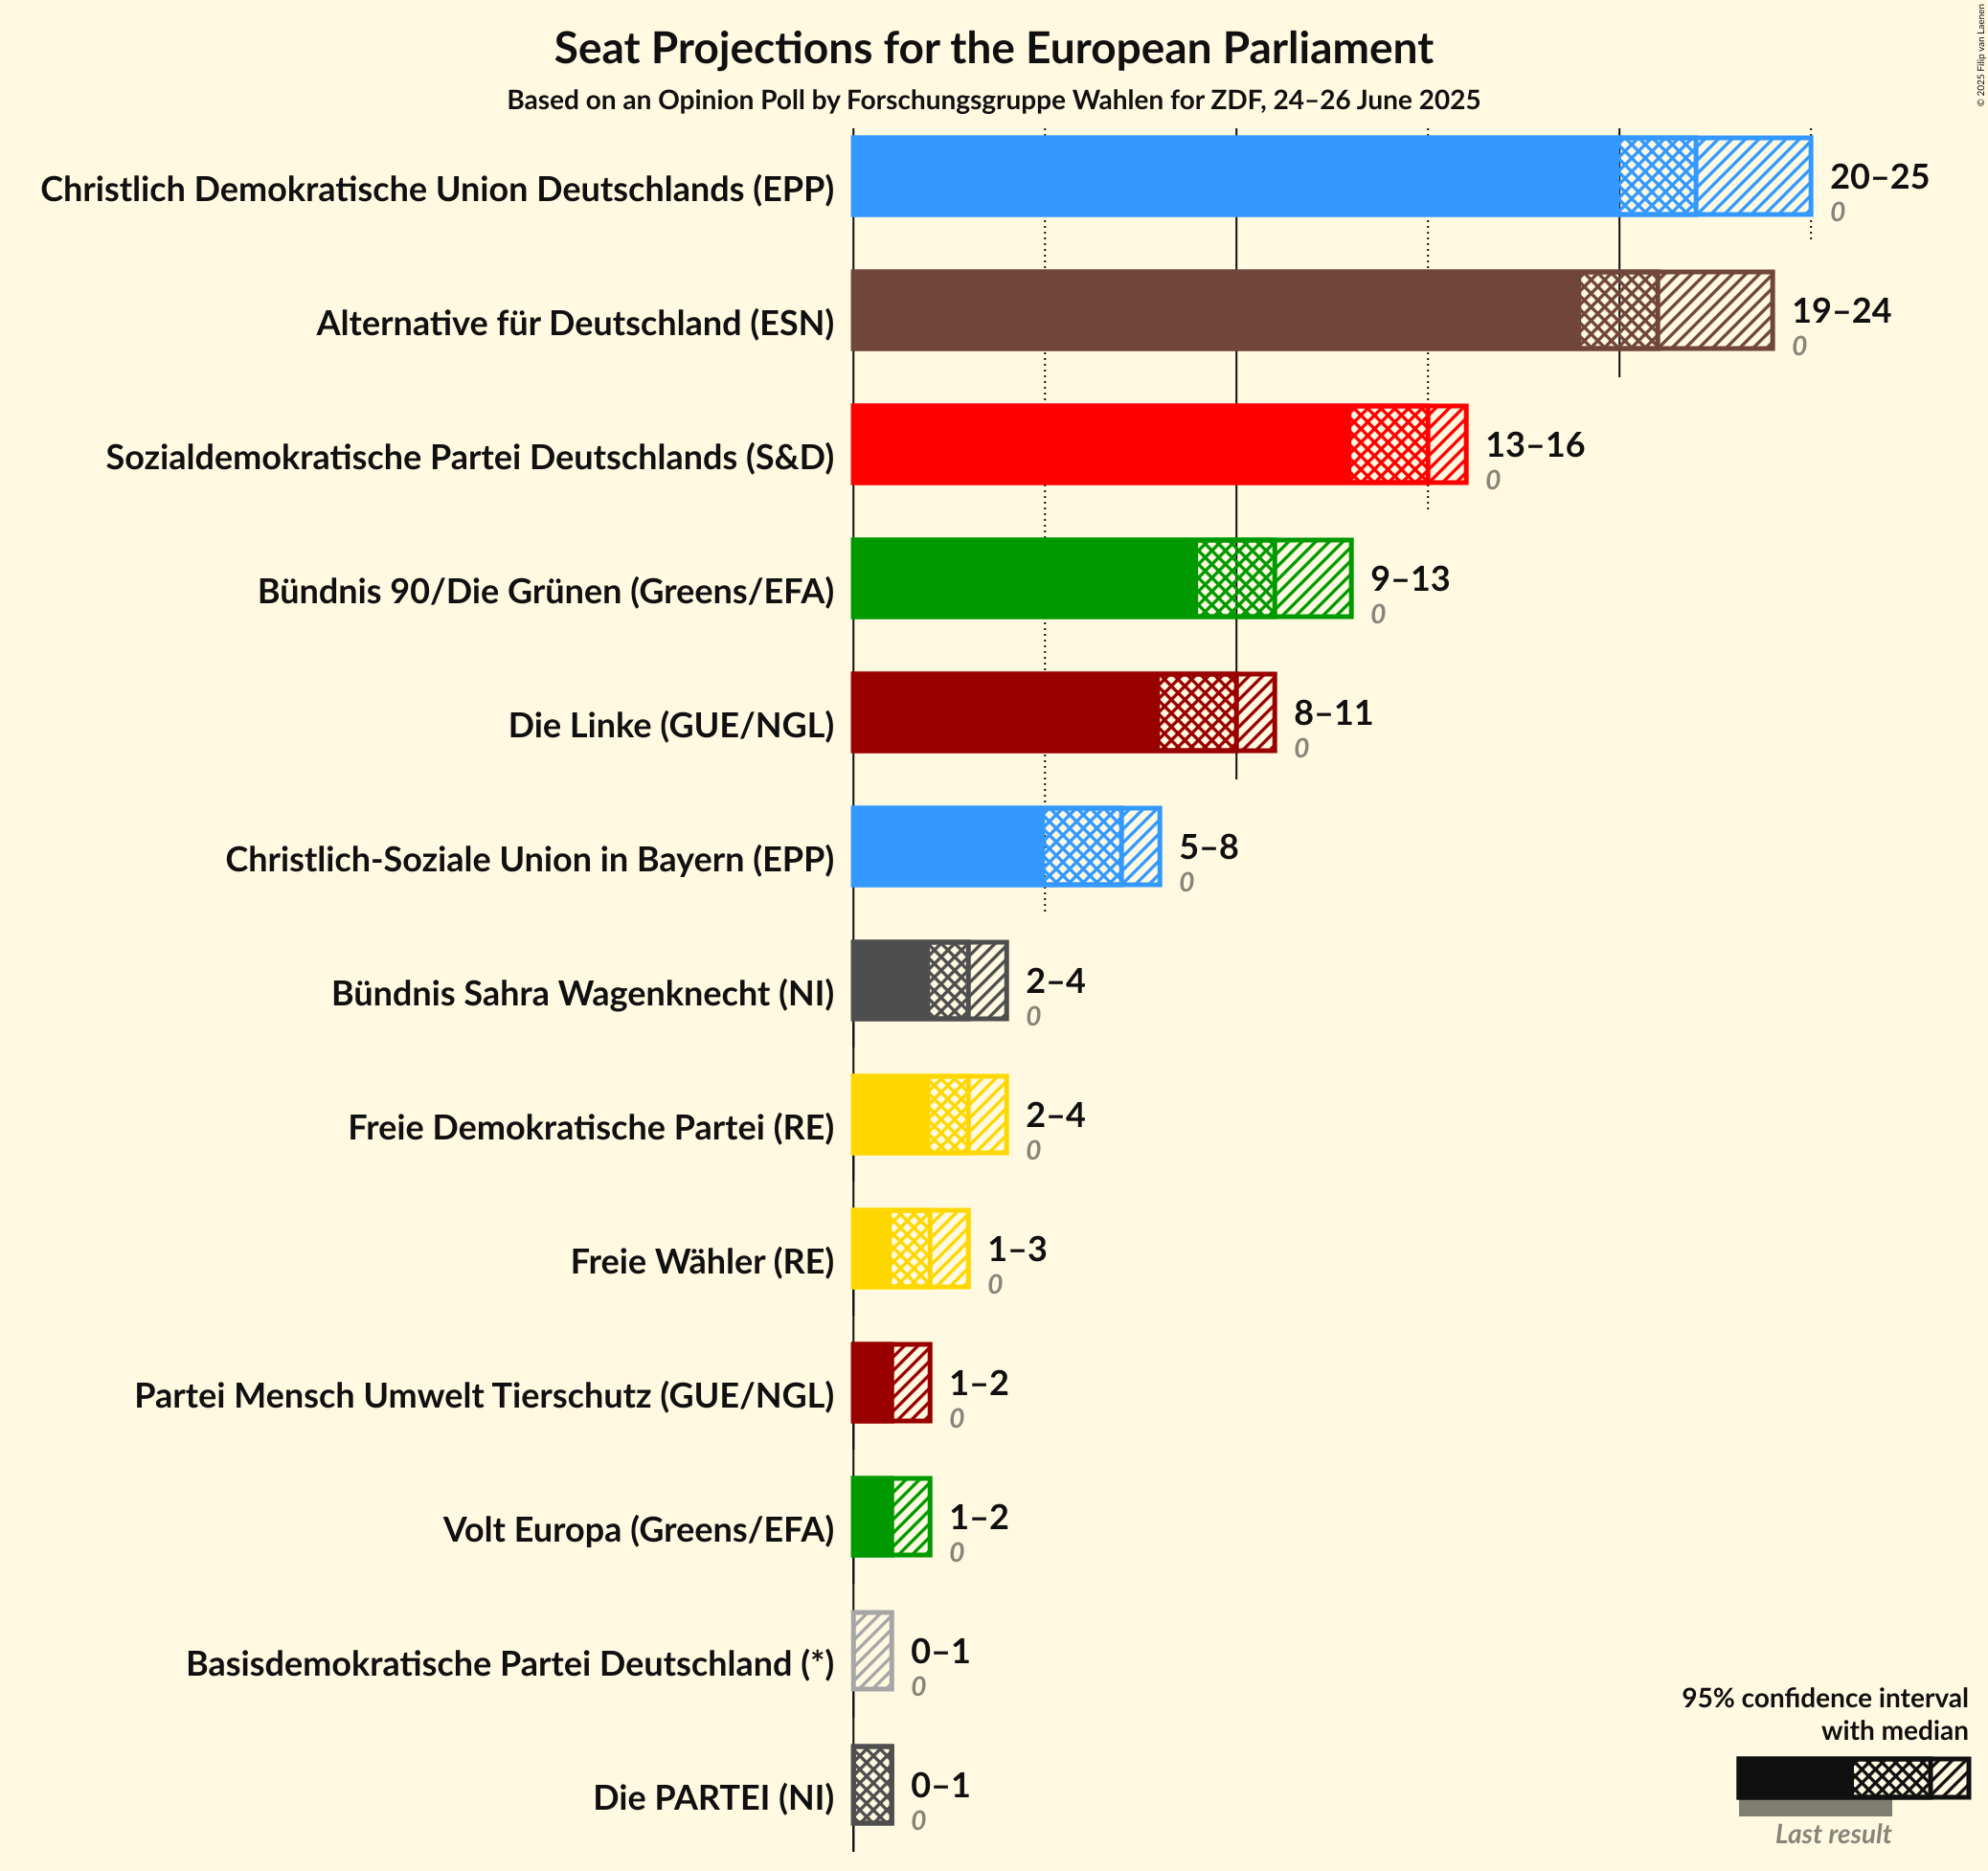 Seat Projections for the European Parliament
Based on an Opinion Poll by Forschungsgruppe Wahlen for ZDF, 24–26 June 2025
© 2025 Filip van Laenen
Christlich Demokratische Union Deutschlands (EPP)
20–25
0
Alternative für Deutschland (ESN)
19–24
0
Sozialdemokratische Partei Deutschlands (S&D)
13–16
0
Bündnis 90/Die Grünen (Greens/EFA)
9–13
0
Die Linke (GUE/NGL)
8–11
0
Christlich-Soziale Union in Bayern (EPP)
5–8
0
Bündnis Sahra Wagenknecht (NI)
2–4
0
Freie Demokratische Partei (RE)
2–4
0
Freie Wähler (RE)
1–3
0
Partei Mensch Umwelt Tierschutz (GUE/NGL)
1–2
0
Volt Europa (Greens/EFA)
1–2
0
Basisdemokratische Partei Deutschland (*)
0–1
0
Die PARTEI (NI)
0–1
0
95% confidence interval
with median
Last result